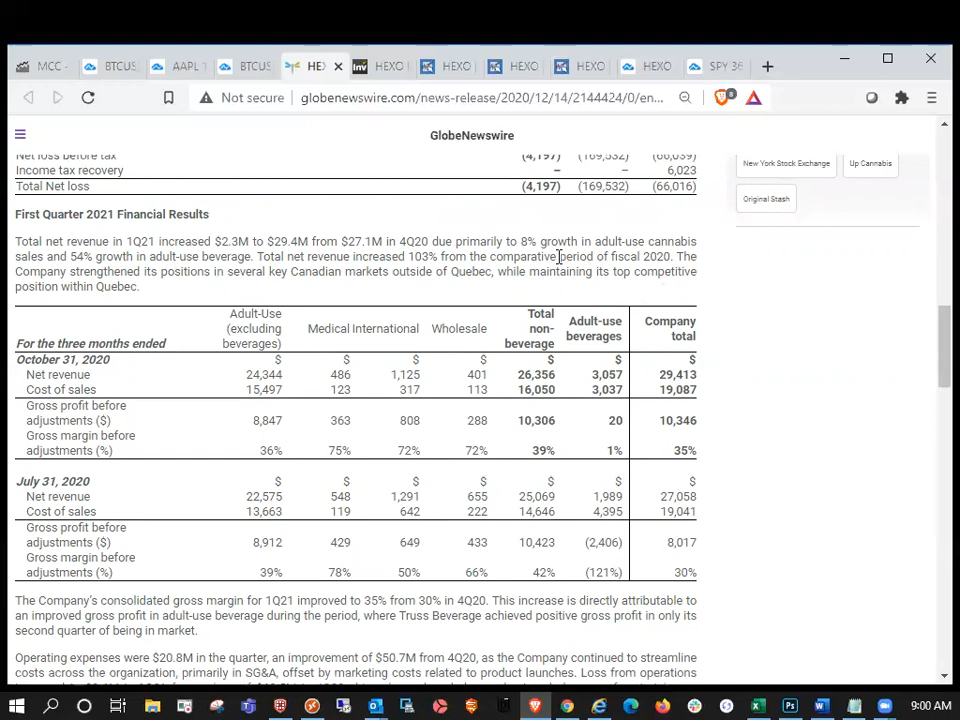 MCC -
BTCUS
AAPL 1
BTCUS
HEX
HEXO I
HEXO
HEXO
HEXO
HEXO
SPY 36
Not secure globenewswire.com/news-release/2020/12/14/2144424/0/en... 8
GlobeNewswire
Net loss before tax (4,197) (169,532) (66,039)
Income tax recovery – – 6,023
Total Net loss (4,197) (169,532) (66,016)
New York Stock Exchange
Up Cannabis
Original Stash
First Quarter 2021 Financial Results
Total net revenue in 1Q21 increased $2.3M to $29.4M from $27.1M in 4Q20 due primarily to 8% growth in adult-use cannabis
sales and 54% growth in adult-use beverage. Total net revenue increased 103% from the comparative period of fiscal 2020. The
Company strengthened its positions in several key Canadian markets outside of Quebec, while maintaining its top competitive
position within Quebec.
For the three months ended Adult-Use (excluding beverages) Medical International Wholesale Total non-beverage Adult-use beverages Company total
October 31, 2020 $ $ $ $ $ $ $
Net revenue 24,344 486 1,125 401 26,356 3,057 29,413
Cost of sales 15,497 123 317 113 16,050 3,037 19,087
Gross profit before
adjustments ($) 8,847 363 808 288 10,306 20 10,346
Gross margin before
adjustments (%) 36% 75% 72% 72% 39% 1% 35%
July 31, 2020 $ $ $ $ $ $ $
Net revenue 22,575 548 1,291 655 25,069 1,989 27,058
Cost of sales 13,663 119 642 222 14,646 4,395 19,041
Gross profit before
adjustments ($) 8,912 429 649 433 10,423 (2,406) 8,017
Gross margin before
adjustments (%) 39% 78% 50% 66% 42% (121%) 30%
The Company's consolidated gross margin for 1Q21 improved to 35% from 30% in 4Q20. This increase is directly attributable to
an improved gross profit in adult-use beverage during the period, where Truss Beverage achieved positive gross profit in only its
second quarter of being in market.
Operating expenses were $20.8M in the quarter, an improvement of $50.7M from 4Q20, as the Company continued to streamline
costs across the organization, primarily in SG&A, offset by marketing costs related to product launches. Loss from operations
9:00 AM